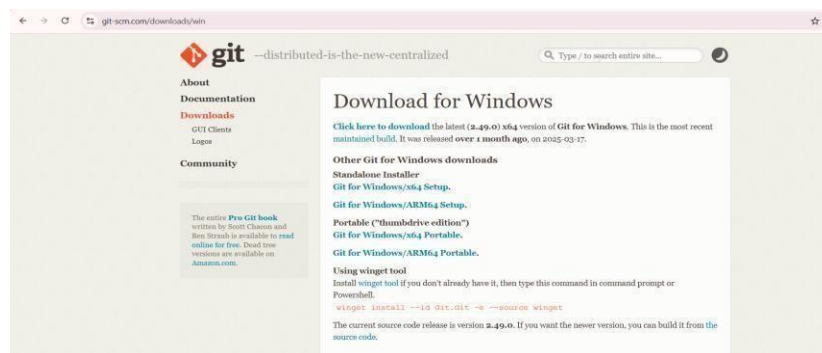 git-scm.com/downloads/win
git --distributed-is-the-new-centralized
Type / to search entire site...
About
Documentation
Downloads
GUI Clients
Logos
Community
The entire Pro Git book
written by Scott Chacon and
Ben Straub is available to read
online for free. Dead tree
versions are available on
Amazon.com.
Download for Windows
Click here to download the latest (2.49.0) x64 version of Git for Windows. This is the most recent
maintained build. It was released over 1 month ago, on 2025-03-17.
Other Git for Windows downloads
Standalone Installer
Git for Windows/x64 Setup.
Git for Windows/ARM64 Setup.
Portable ("thumbdrive edition")
Git for Windows/x64 Portable.
Git for Windows/ARM64 Portable.
Using winget tool
Install winget tool if you don't already have it, then type this command in command prompt or
Powershell.
winget install --id Git.Git -e --source winget
The current source code release is version 2.49.0. If you want the newer version, you can build it from the
source code.